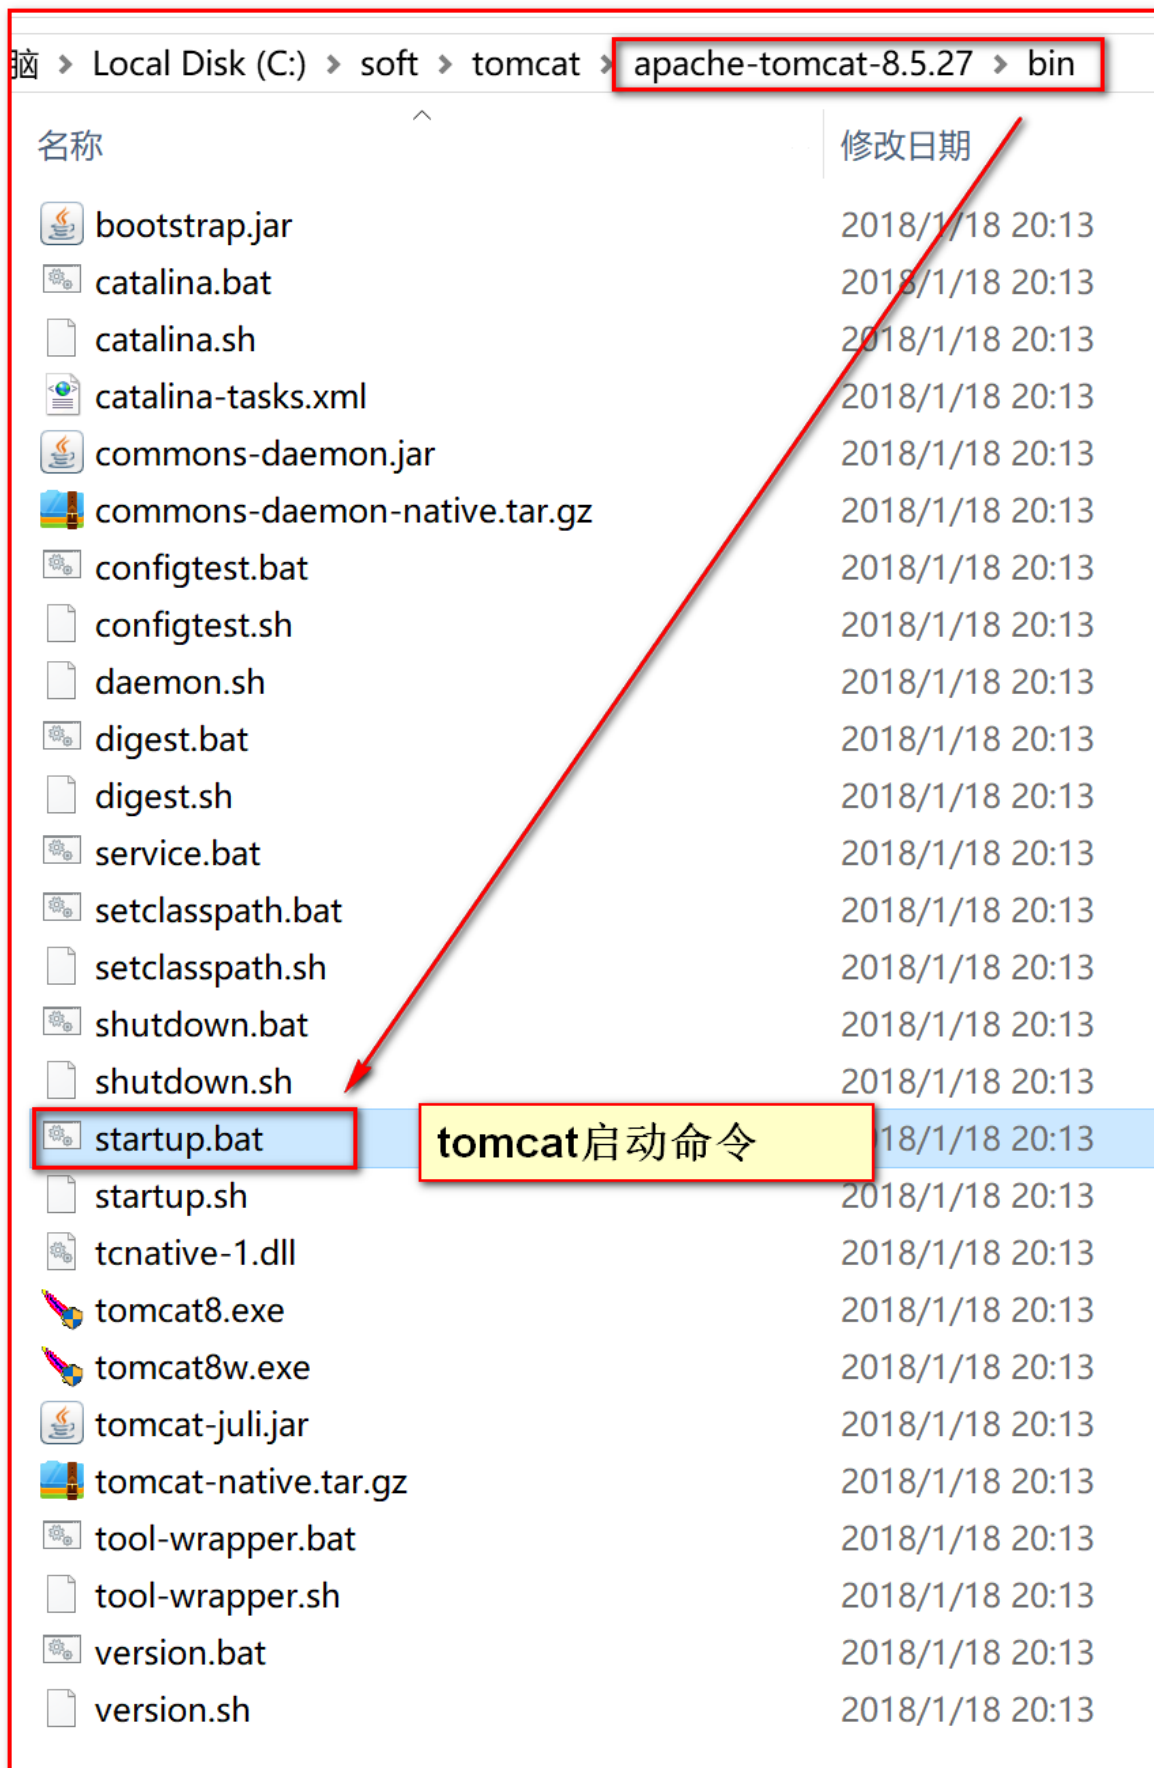 脑 > Local Disk (C:) > soft > tomcat > apache-tomcat-8.5.27 > bin
名称 修改日期
bootstrap.jar 2018/1/18 20:13
catalina.bat 2018/1/18 20:13
catalina.sh 2018/1/18 20:13
catalina-tasks.xml 2018/1/18 20:13
commons-daemon.jar 2018/1/18 20:13
commons-daemon-native.tar.gz 2018/1/18 20:13
configtest.bat 2018/1/18 20:13
configtest.sh 2018/1/18 20:13
daemon.sh 2018/1/18 20:13
digest.bat 2018/1/18 20:13
digest.sh 2018/1/18 20:13
service.bat 2018/1/18 20:13
setclasspath.bat 2018/1/18 20:13
setclasspath.sh 2018/1/18 20:13
shutdown.bat 2018/1/18 20:13
shutdown.sh 2018/1/18 20:13
startup.bat tomcat启动命令 18/1/18 20:13
startup.sh 2018/1/18 20:13
tcnative-1.dll 2018/1/18 20:13
tomcat8.exe 2018/1/18 20:13
tomcat8w.exe 2018/1/18 20:13
tomcat-juli.jar 2018/1/18 20:13
tomcat-native.tar.gz 2018/1/18 20:13
tool-wrapper.bat 2018/1/18 20:13
tool-wrapper.sh 2018/1/18 20:13
version.bat 2018/1/18 20:13
version.sh 2018/1/18 20:13